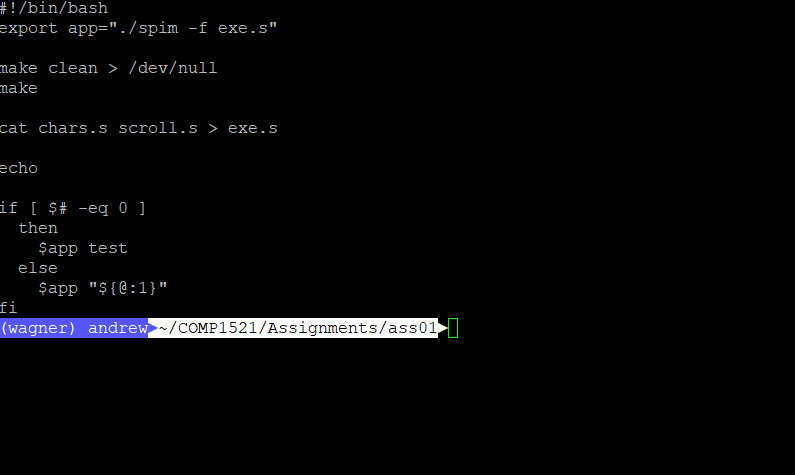 #!/bin/bash
export app="./spim -f exe.s"
make clean > /dev/null
make
cat chars.s scroll.s > exe.s
echo
if [ $# -eq 0 ]
then
$app test
else
$app "${@:1}"
fi
(wagner) andrew ~/COMP1521/Assignments/ass01